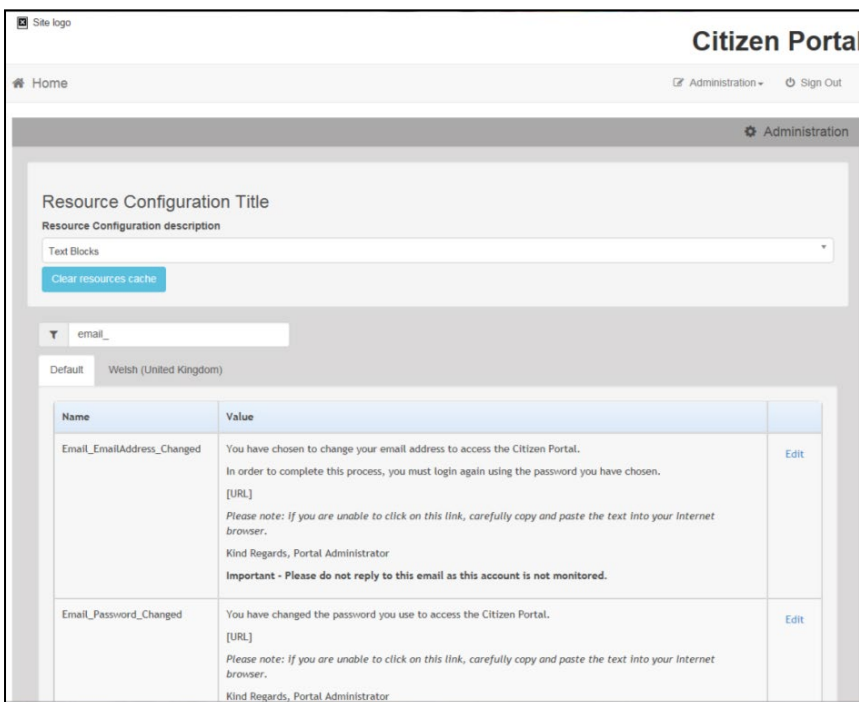 Site logo
Citizen Portal
Home
Administration
Sign Out
Administration
Resource Configuration Title
Resource Configuration description
Text Blocks
Clear resources cache
email_
Default Welsh (United Kingdom)
Name Value
Email_EmailAddress_Changed You have chosen to change your email address to access the Citizen Portal. Edit
In order to complete this process, you must login again using the password you have chosen.
[URL]
Please note: if you are unable to click on this link, carefully copy and paste the text into your Internet
browser.
Kind Regards, Portal Administrator
Important - Please do not reply to this email as this account is not monitored.
Email_Password_Changed You have changed the password you use to access the Citizen Portal. Edit
[URL]
Please note: if you are unable to click on this link, carefully copy and paste the text into your Internet
browser.
Kind Regards, Portal Administrator